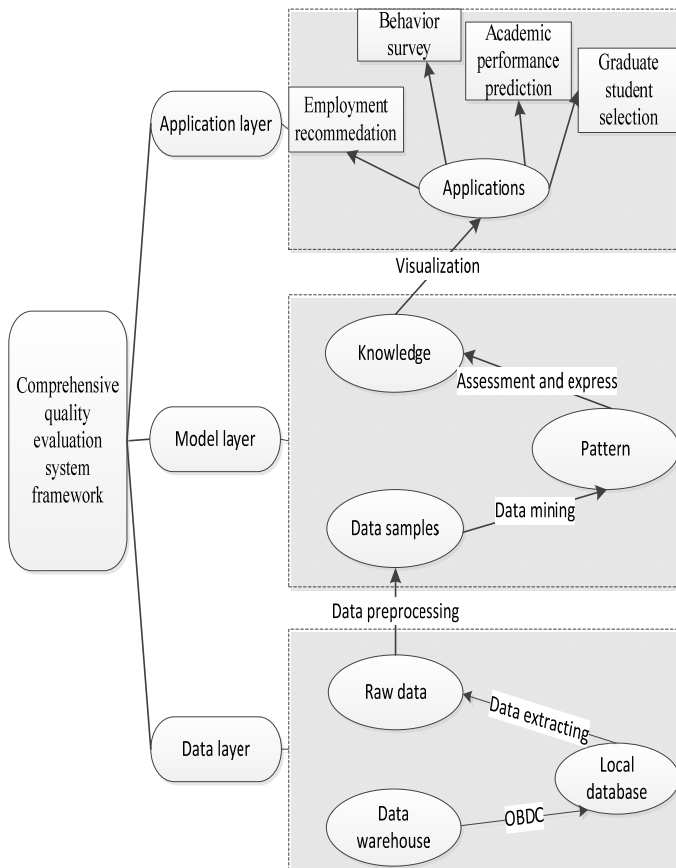 Behavior
survey
Academic
performance
prediction
Graduate
student
selection
Employment
recommedation
Application layer
Applications
Visualization
Knowledge
Assessment and express
Comprehensive
quality
evaluation
system
framework
Model layer
Pattern
Data mining
Data samples
Data preprocessing
Raw data
Data extracting
Data layer
Local
database
OBDC
Data
warehouse